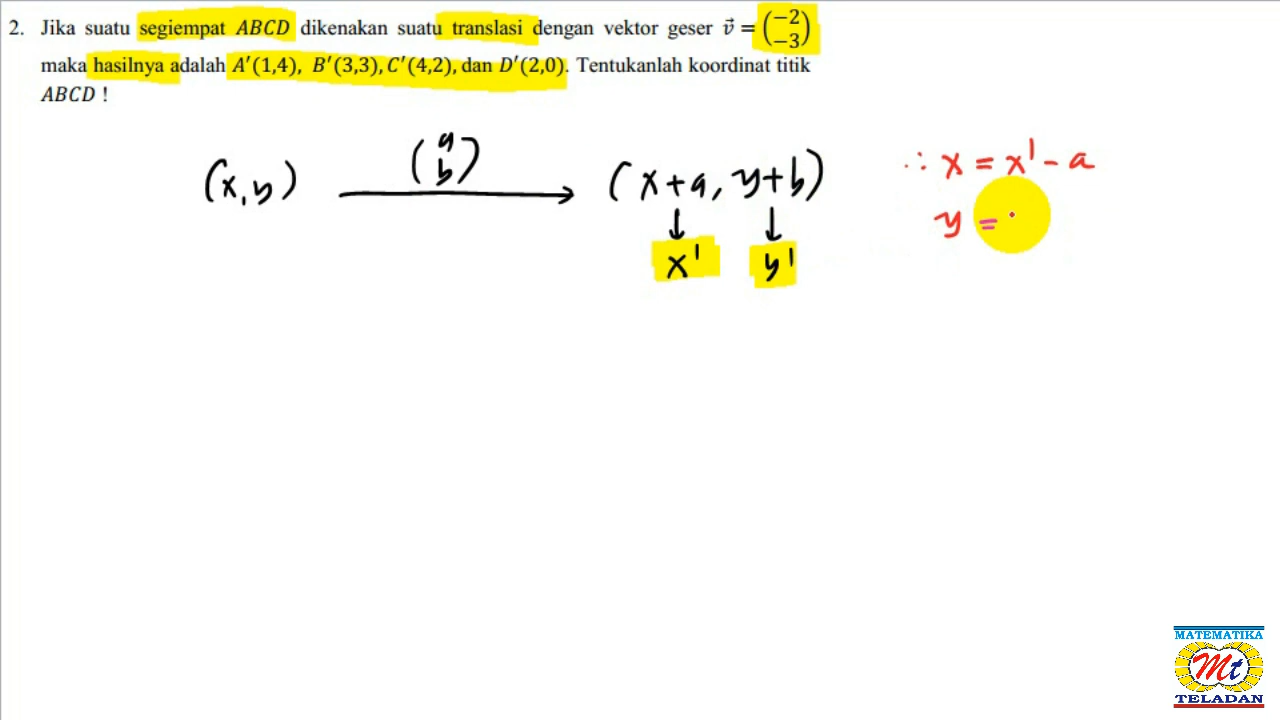 2. Jika suatu segiempat ABCD dikenakan suatu translasi dengan vektor geser v⃗ = (−2 −3)
maka hasilnya adalah A′(1,4), B′(3,3), C′(4,2), dan D′(2,0). Tentukanlah koordinat titik
ABCD !
(x, y) (a b) → (x+a, y+b)
↓ ↓
x' y'
∴ x = x' - a
y =
MATEMATIKA
Mt
TELADAN